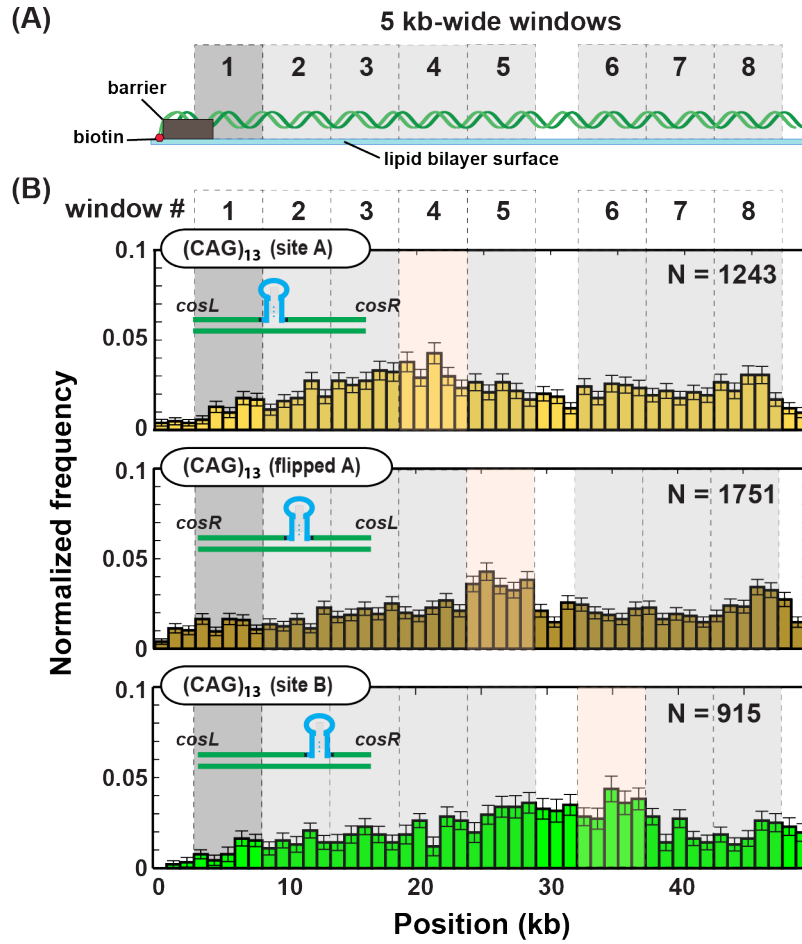 (A)
5 kb-wide windows
1 2 3 4 5 6 7 8
barrier
biotin
lipid bilayer surface
(B)
window # 1 2 3 4 5 6 7 8
Normalized frequency
0.1
(CAG)₁₃ (site A)
N = 1243
cosL cosR
0.05
0
0.1
(CAG)₁₃ (flipped A)
N = 1751
cosR cosL
0.05
0
0.1
(CAG)₁₃ (site B)
N = 915
cosL cosR
0.05
0
0 10 20 30 40
Position (kb)